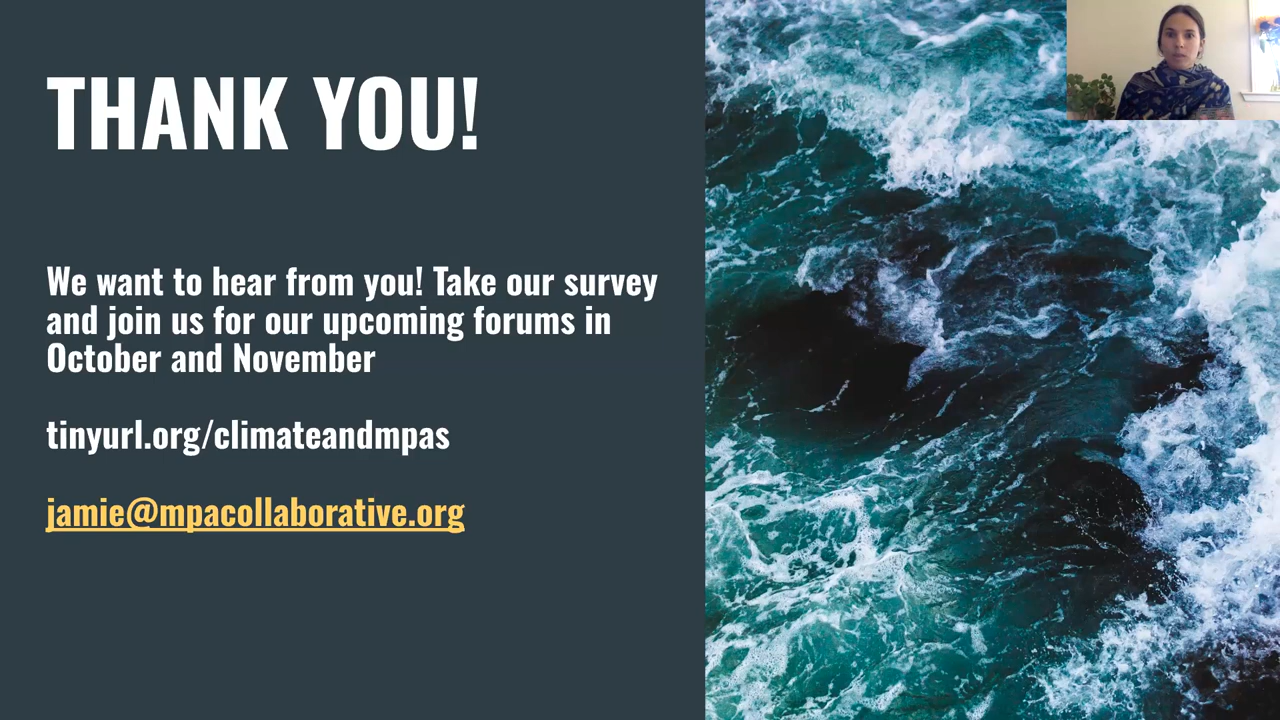 THANK YOU!
We want to hear from you! Take our survey
and join us for our upcoming forums in
October and November
tinyurl.org/climateandmpas
jamie@mpacollaborative.org